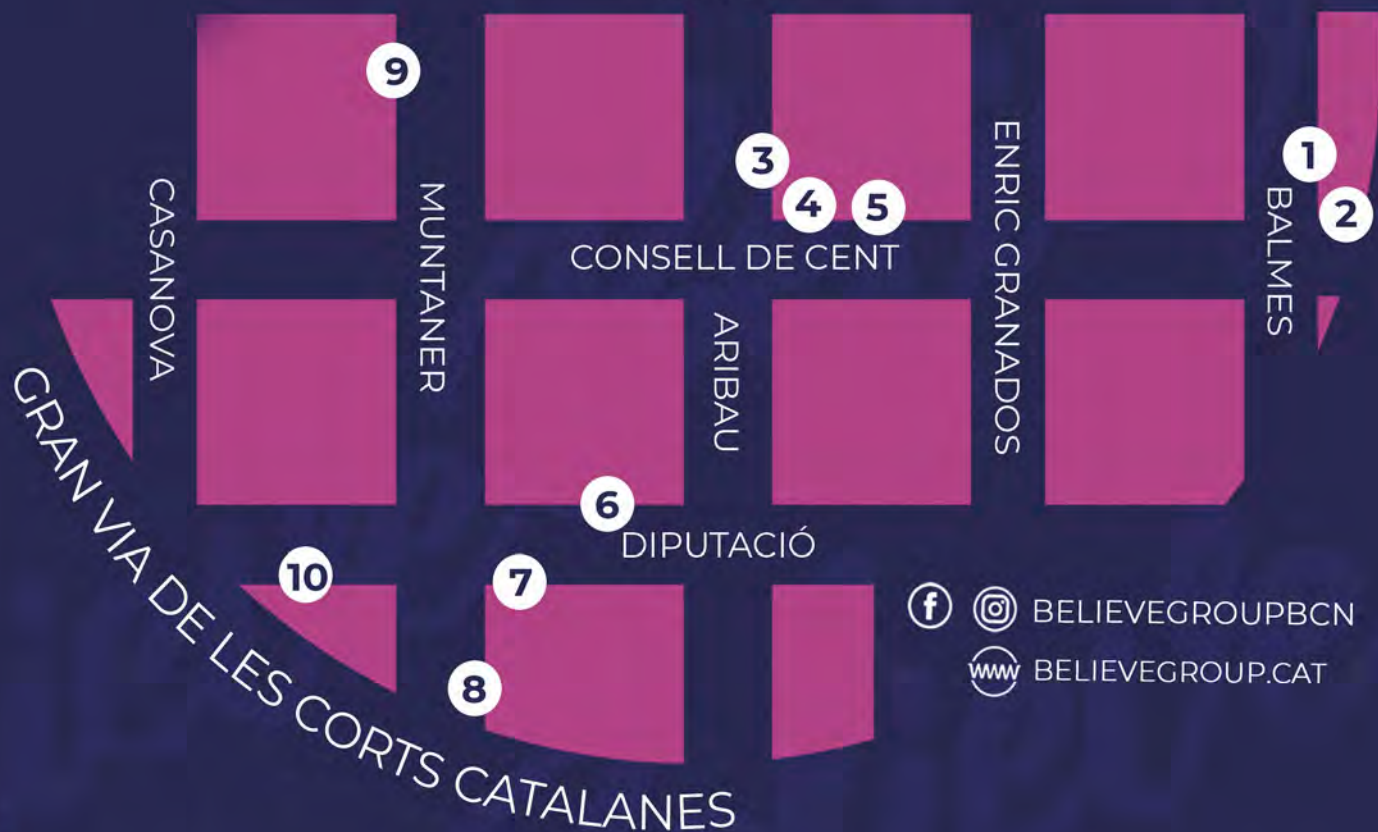 9
3
4
5
1
2
CASANOVA
MUNTANER
CONSELL DE CENT
ENRIC GRANADOS
BALMES
ARIBAU
GRAN VIA DE LES CORTS CATALANES
6
DIPUTACIÓ
10
7
8
f BELIEVEGROUPBCN
WWW BELIEVEGROUP.CAT